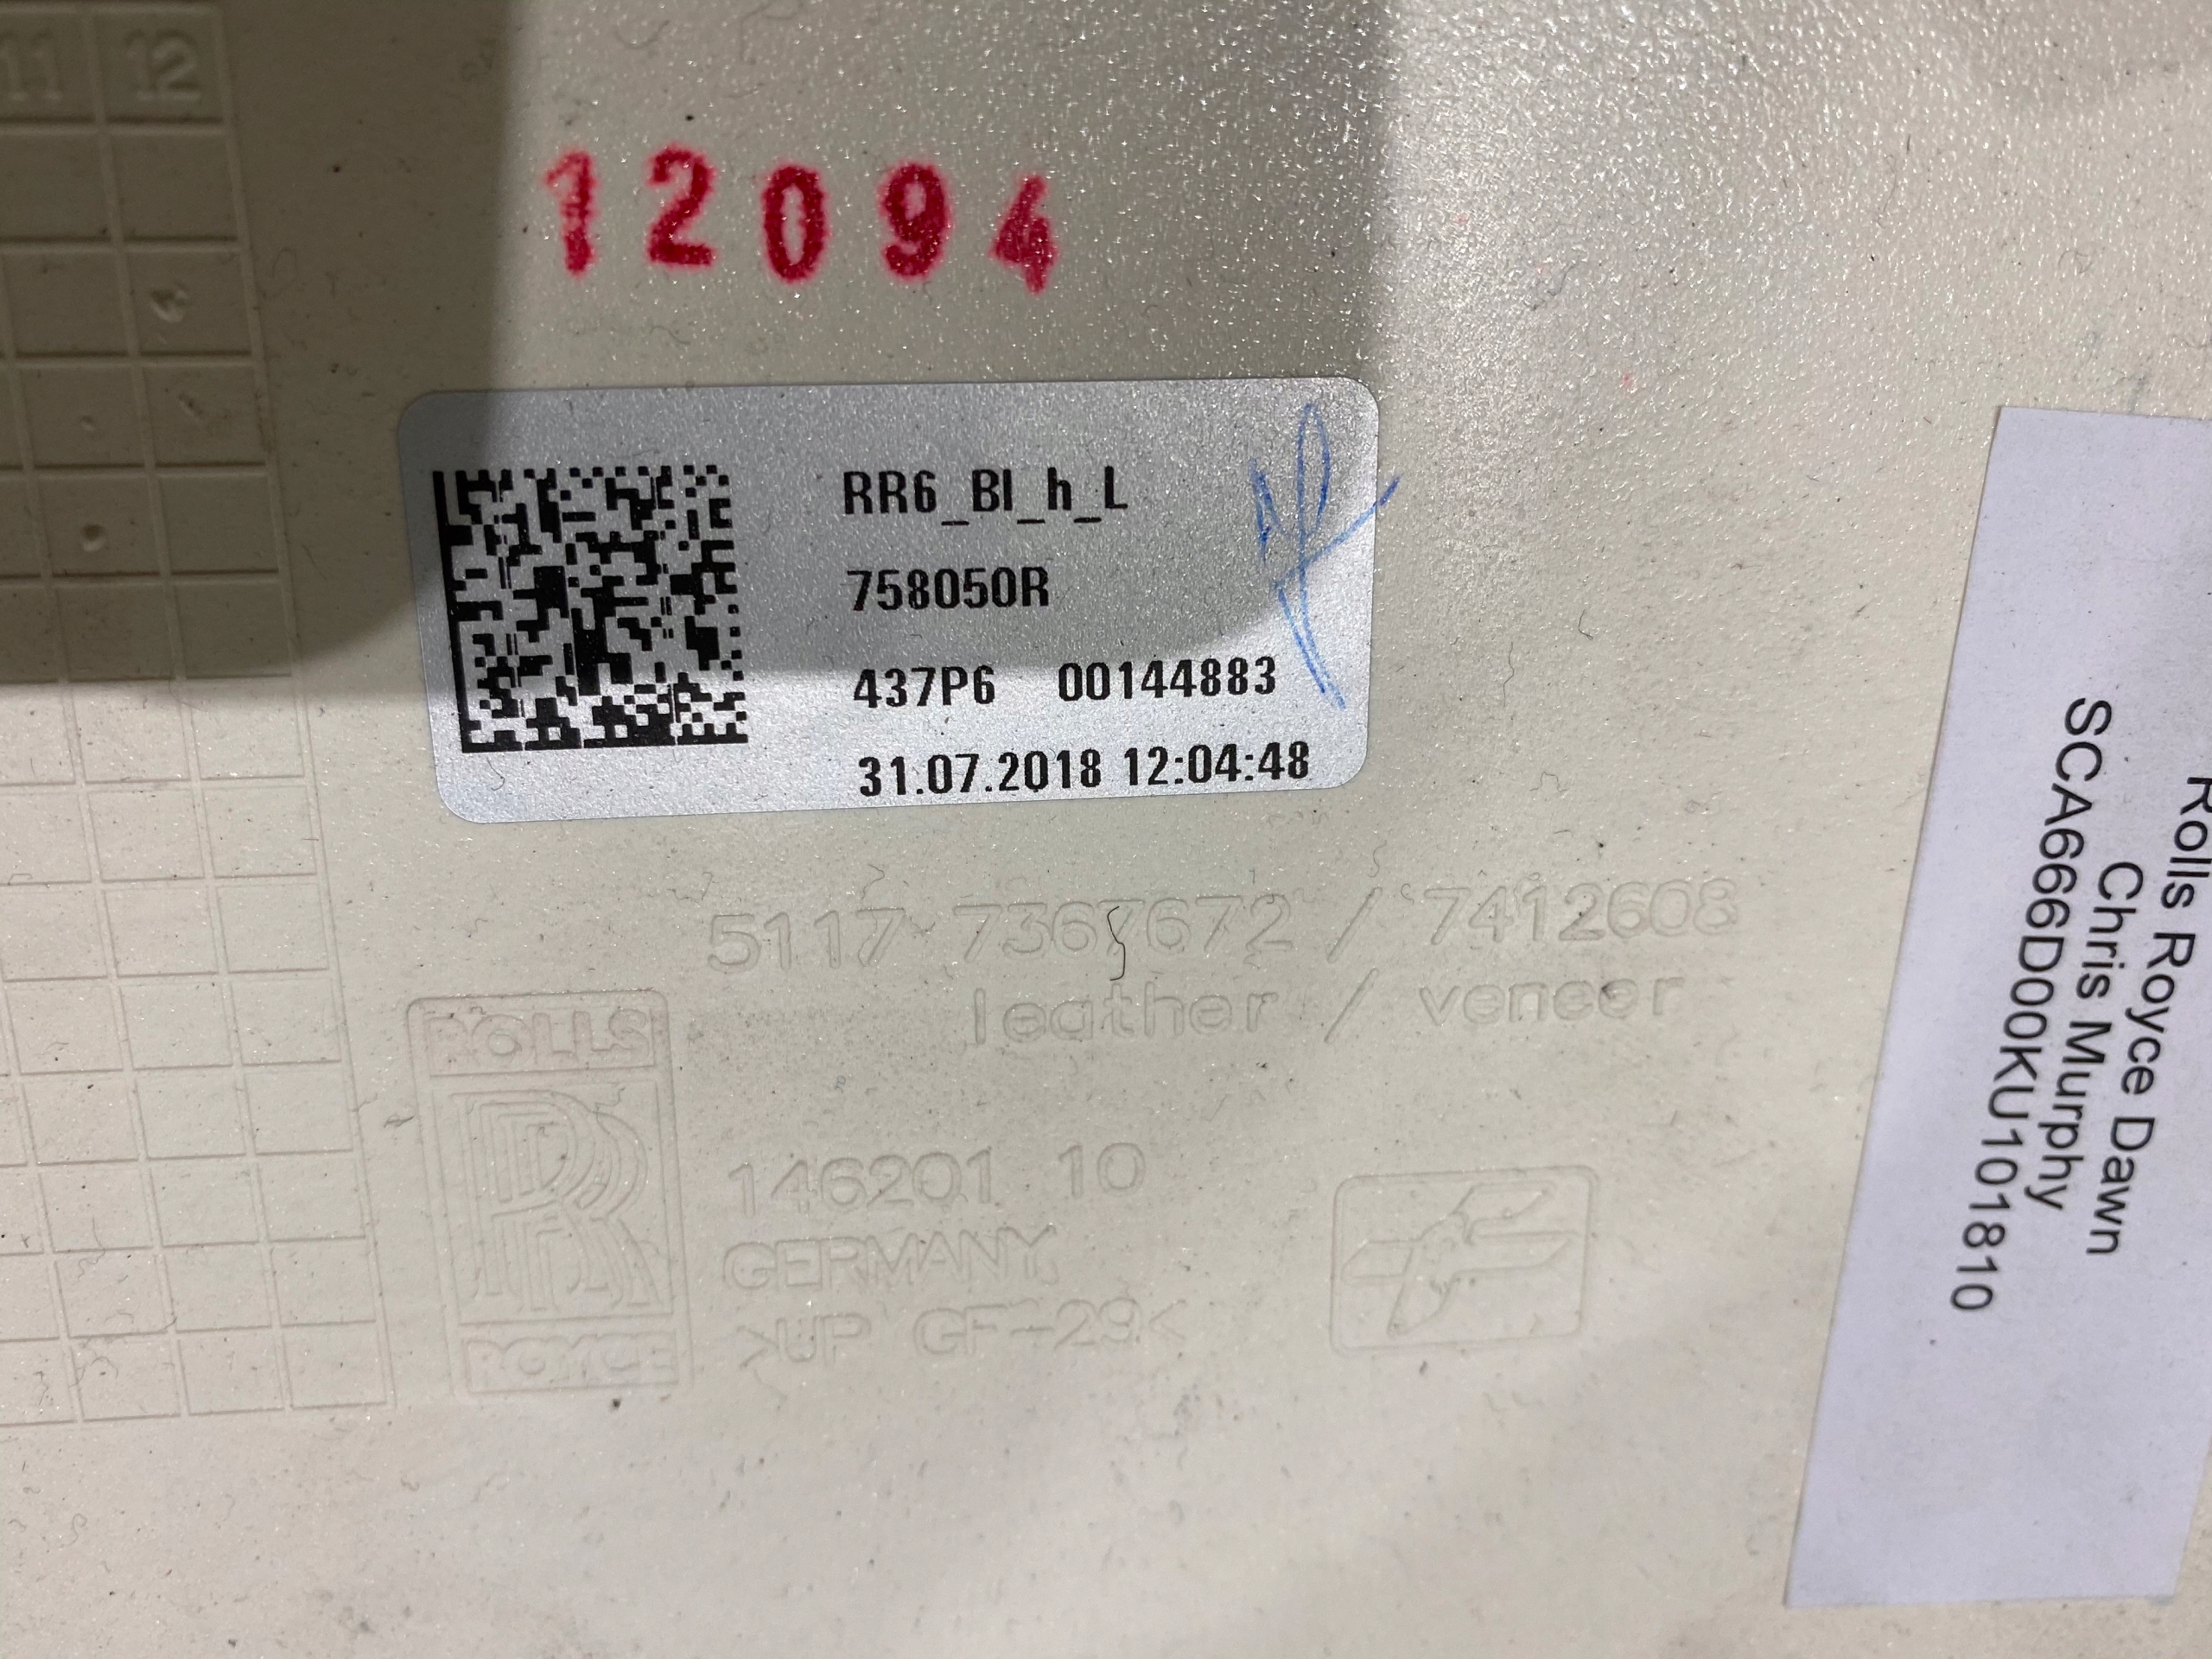 11 12
12094
RR6_Bl_h_L
758050R
437P6 00144883
31.07.2018 12:04:48
5117 7367672 / 7412608
leather / veneer
ROLLS
RR
ROYCE
146201 10
GERMANY
>UP GF-29<
Rolls Royce Dawn
Chris Murphy
SCA666D00KU101810